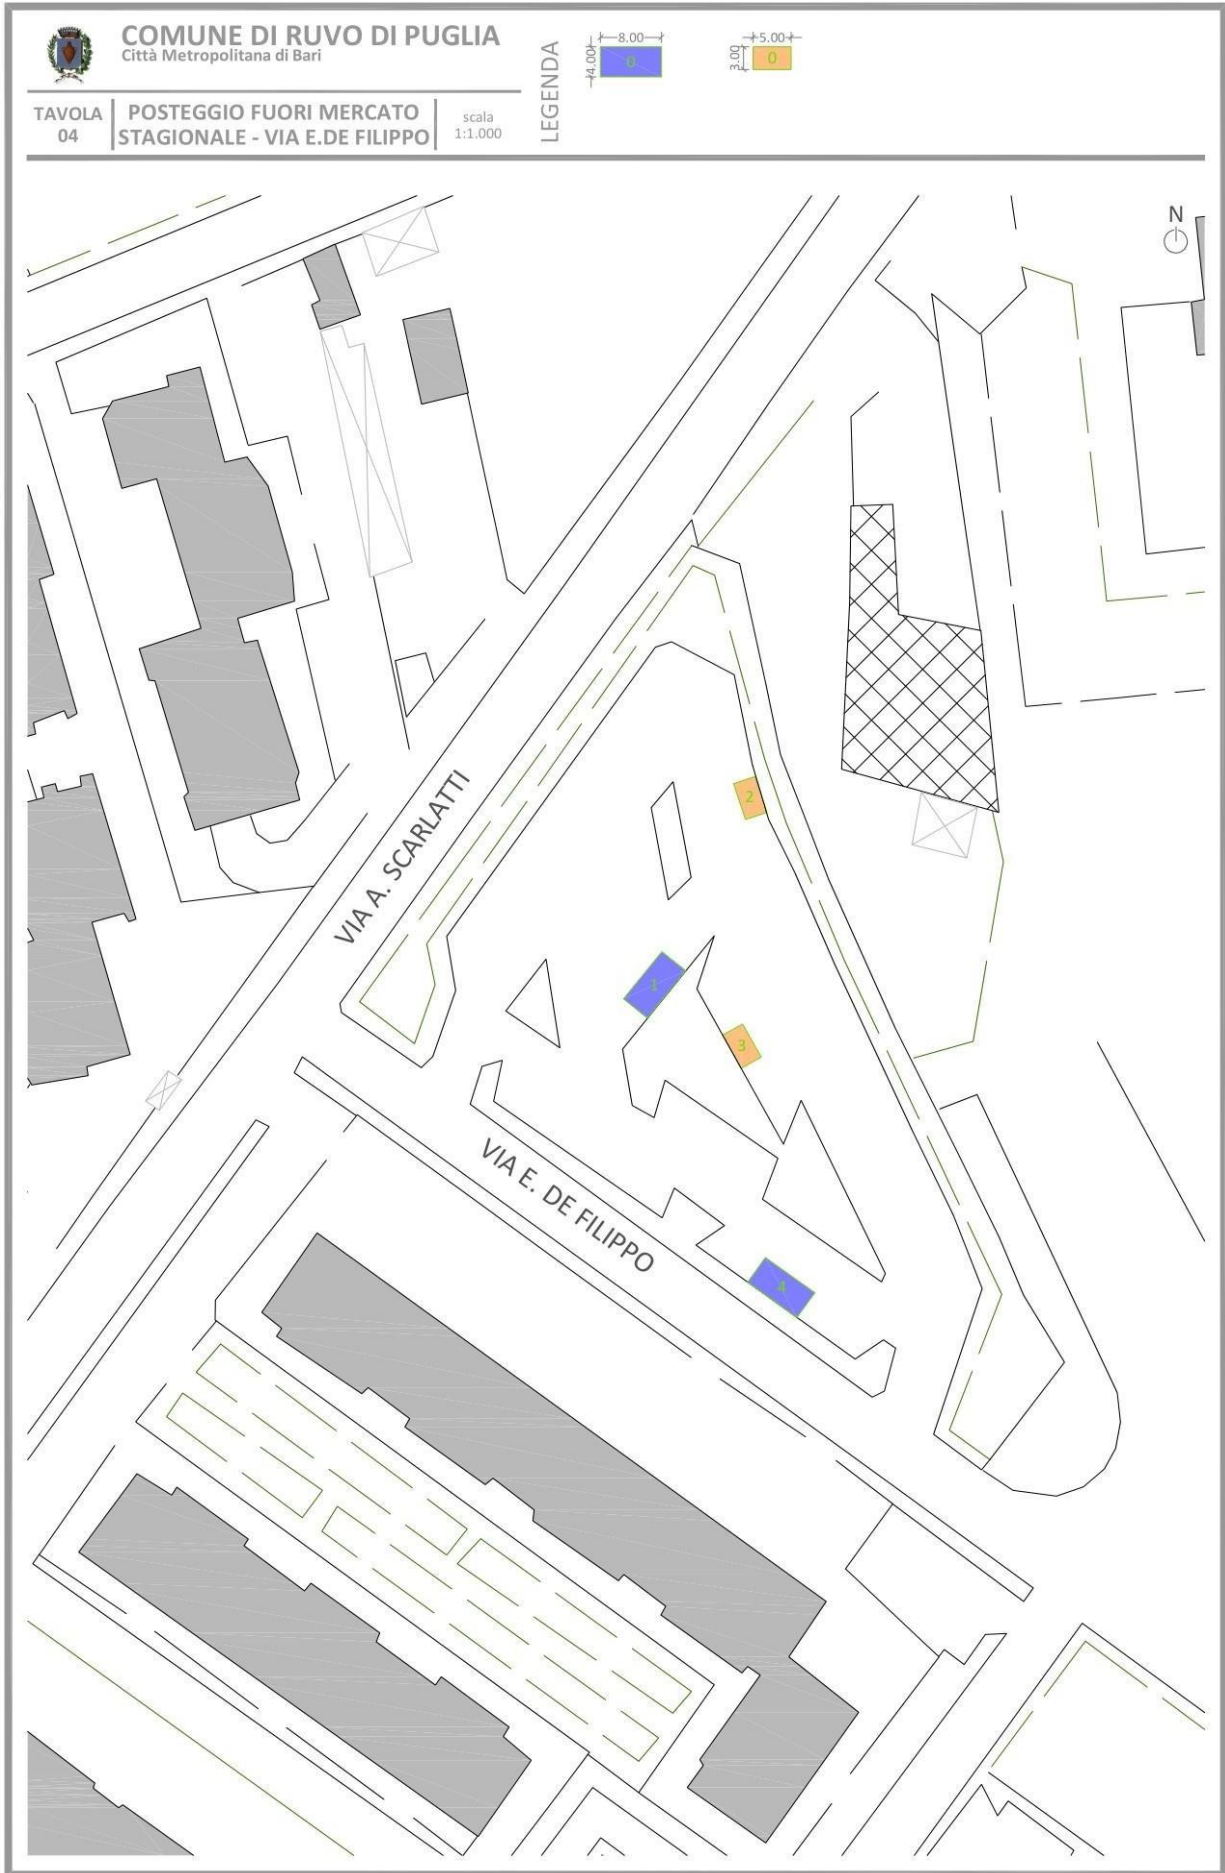 COMUNE DI RUVO DI PUGLIA
Città Metropolitana di Bari
TAVOLA
04
POSTEGGIO FUORI MERCATO
STAGIONALE - VIA E.DE FILIPPO
scala
1:1.000
LEGENDA
8.00
4.00
0
5.00
3.00
0
N
VIA A. SCARLATTI
2
1
3
VIA E. DE FILIPPO
4